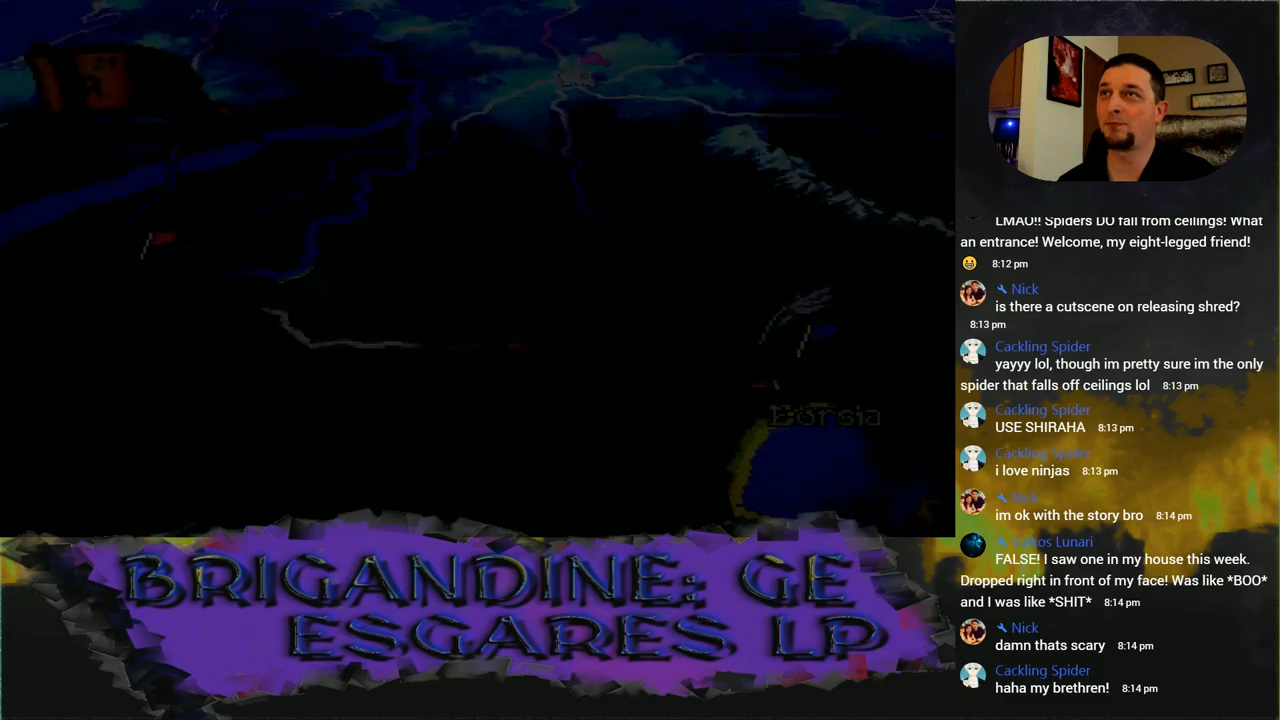 Borsia
BRIGANDINE: GE
ESGARES LP
LMAO!! Spiders DO fall from ceilings! What
an entrance! Welcome, my eight-legged friend!
8:12 pm
Nick
is there a cutscene on releasing shred?
8:13 pm
Cackling Spider
yayyy lol, though im pretty sure im the only
spider that falls off ceilings lol 8:13 pm
Cackling Spider
USE SHIRAHA 8:13 pm
Cackling Spider
i love ninjas 8:13 pm
Nick
im ok with the story bro 8:14 pm
Lunari
FALSE! I saw one in my house this week.
Dropped right in front of my face! Was like *BOO*
and I was like *SHIT* 8:14 pm
Nick
damn thats scary 8:14 pm
Cackling Spider
haha my brethren! 8:14 pm